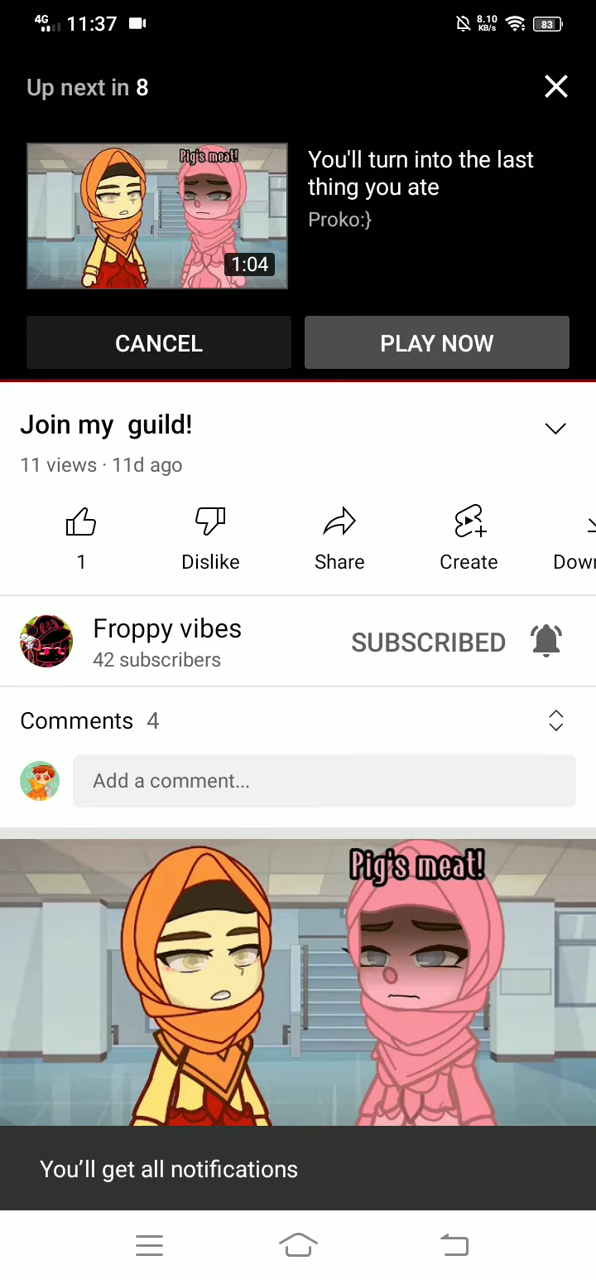 4G 11:37 8.10 KB/s 83
Up next in 8
Pig's meat!
1:04
You'll turn into the last
thing you ate
Proko:}
CANCEL
PLAY NOW
Join my guild!
11 views · 11d ago
1
Dislike
Share
Create
Down
Froppy vibes
42 subscribers
SUBSCRIBED
Comments 4
Add a comment...
Pig's meat!
You'll get all notifications